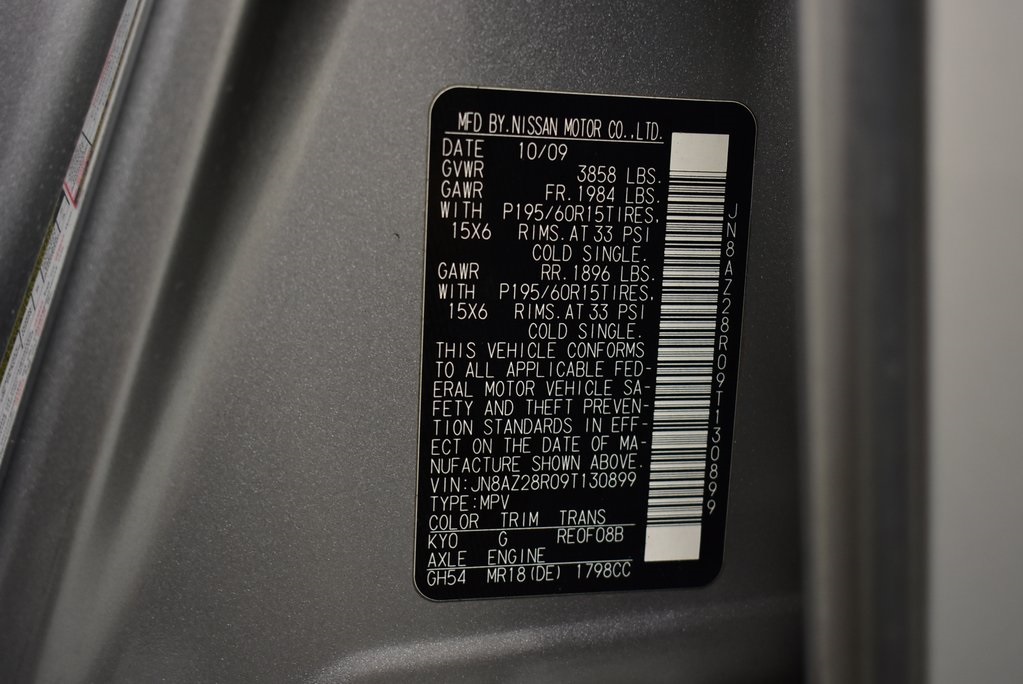 MFD BY.NISSAN MOTOR CO.,LTD.
DATE 10/09
GVWR 3858 LBS.
GAWR FR.1984 LBS.
WITH P195/60R15TIRES.
15X6 RIMS.AT 33 PSI
COLD SINGLE.
GAWR RR.1896 LBS.
WITH P195/60R15TIRES.
15X6 RIMS.AT 33 PSI
COLD SINGLE.
THIS VEHICLE CONFORMS
TO ALL APPLICABLE FED-
ERAL MOTOR VEHICLE SA-
FETY AND THEFT PREVEN-
TION STANDARDS IN EFF-
ECT ON THE DATE OF MA-
NUFACTURE SHOWN ABOVE.
VIN:JN8AZ28R09T130899
TYPE:MPV
COLOR TRIM TRANS
KY0 G RE0F08B
AXLE ENGINE
GH54 MR18(DE) 1798CC
JN8AZ28R09T130899